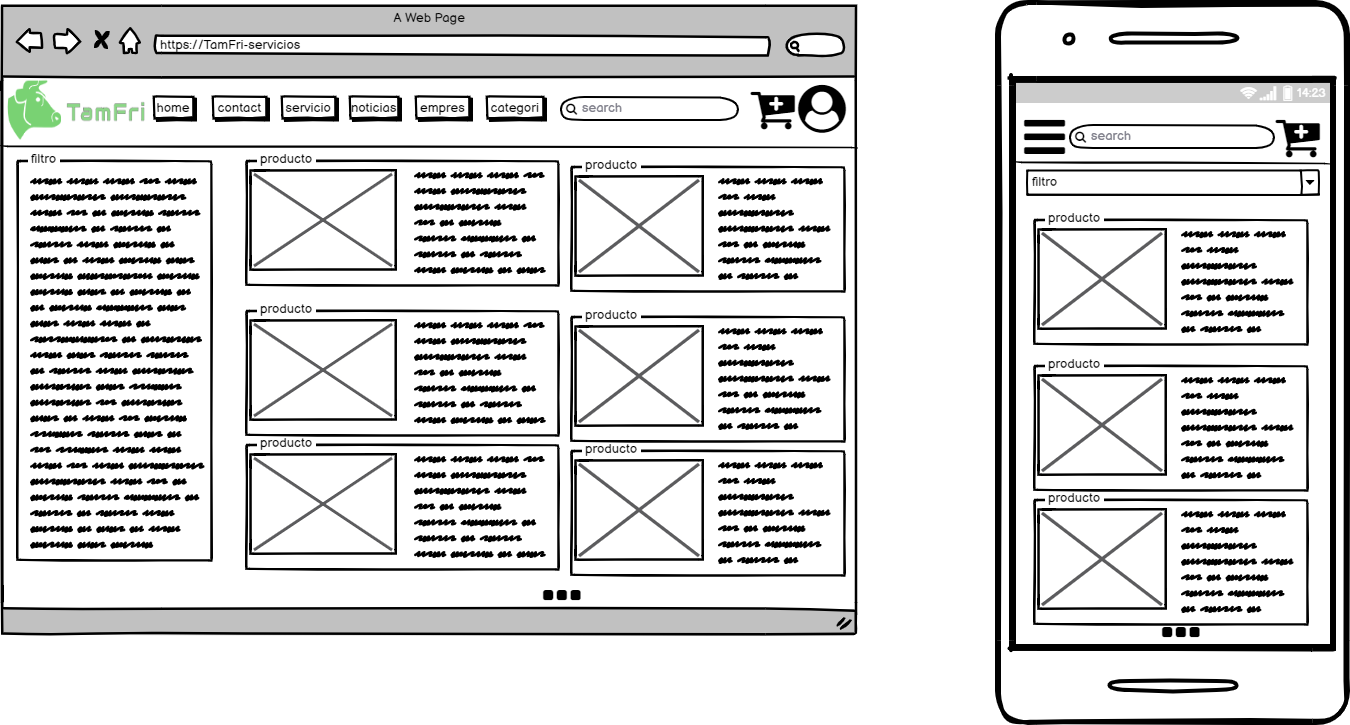 A Web Page
https://TamFri-servicios
TamFri
home
contact
servicio
noticias
empres
categori
search
filtro
producto
producto
producto
producto
producto
producto
14:23
search
filtro
producto
producto
producto